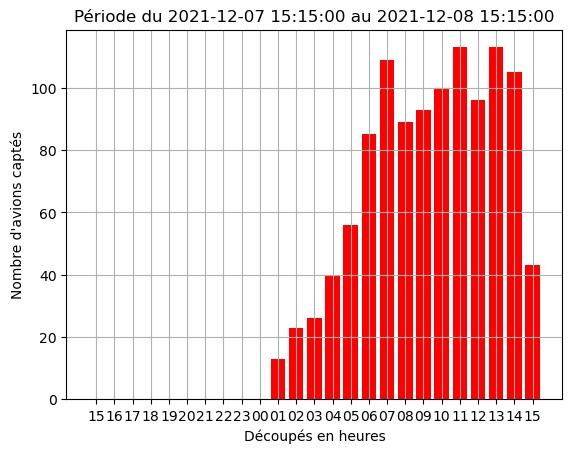 Période du 2021-12-07 15:15:00 au 2021-12-08 15:15:00
100
80
60
40
20
0
Nombre d'avions captés
15 16 17 18 19 20 21 22 23 00 01 02 03 04 05 06 07 08 09 10 11 12 13 14 15
Découpés en heures